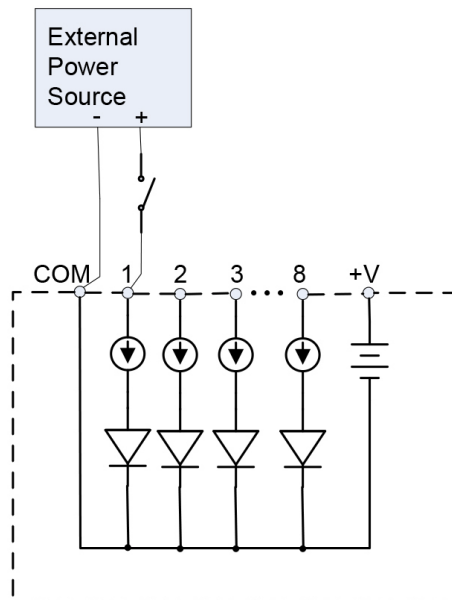 External
Power
Source
- +
COM 1 2 3 ••• 8 +V